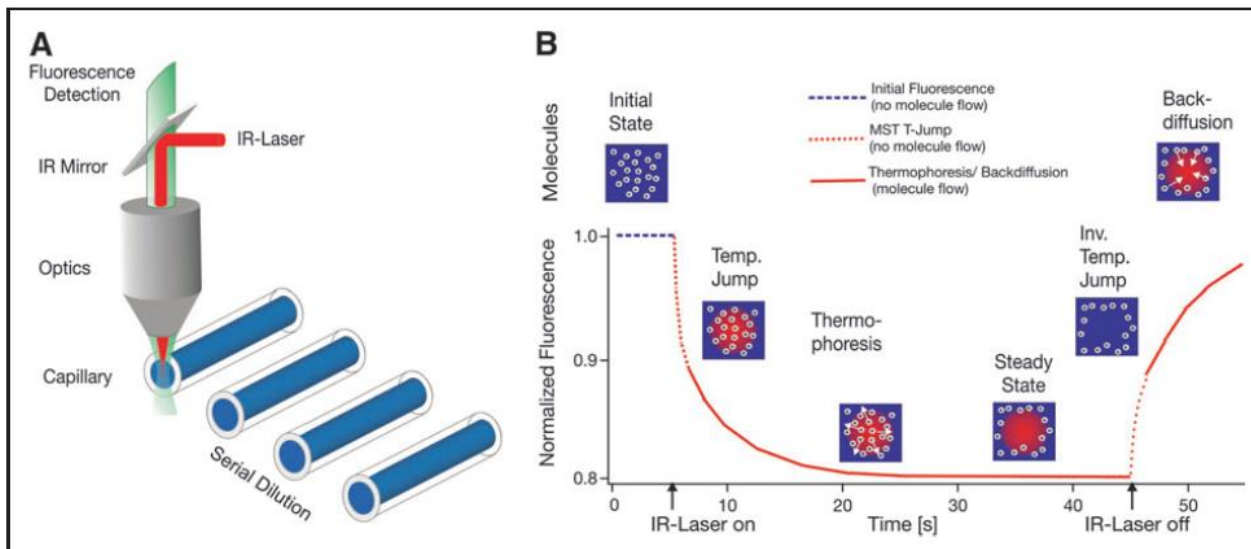 A
Fluorescence
Detection
IR-Laser
IR Mirror
Optics
Capillary
Serial Dilution
B
Molecules
Initial
State
Initial Fluorescence
(no molecule flow)
MST T-Jump
(no molecule flow)
Thermophoresis/ Backdiffusion
(molecule flow)
Back-
diffusion
Normalized Fluorescence
1.0
0.9
0.8
Temp.
Jump
Thermo-
phoresis
Steady
State
Inv.
Temp.
Jump
0 10 20 30 40 50
IR-Laser on
Time [s]
IR-Laser off